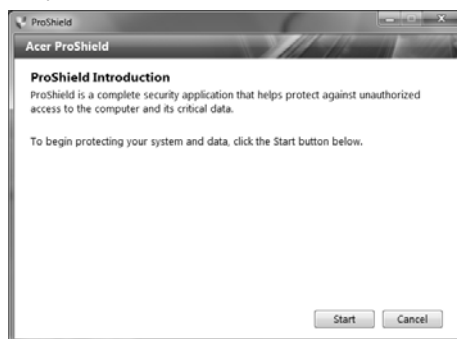 ProShield
Acer ProShield
ProShield Introduction
ProShield is a complete security application that helps protect against unauthorized
access to the computer and its critical data.
To begin protecting your system and data, click the Start button below.
Start
Cancel